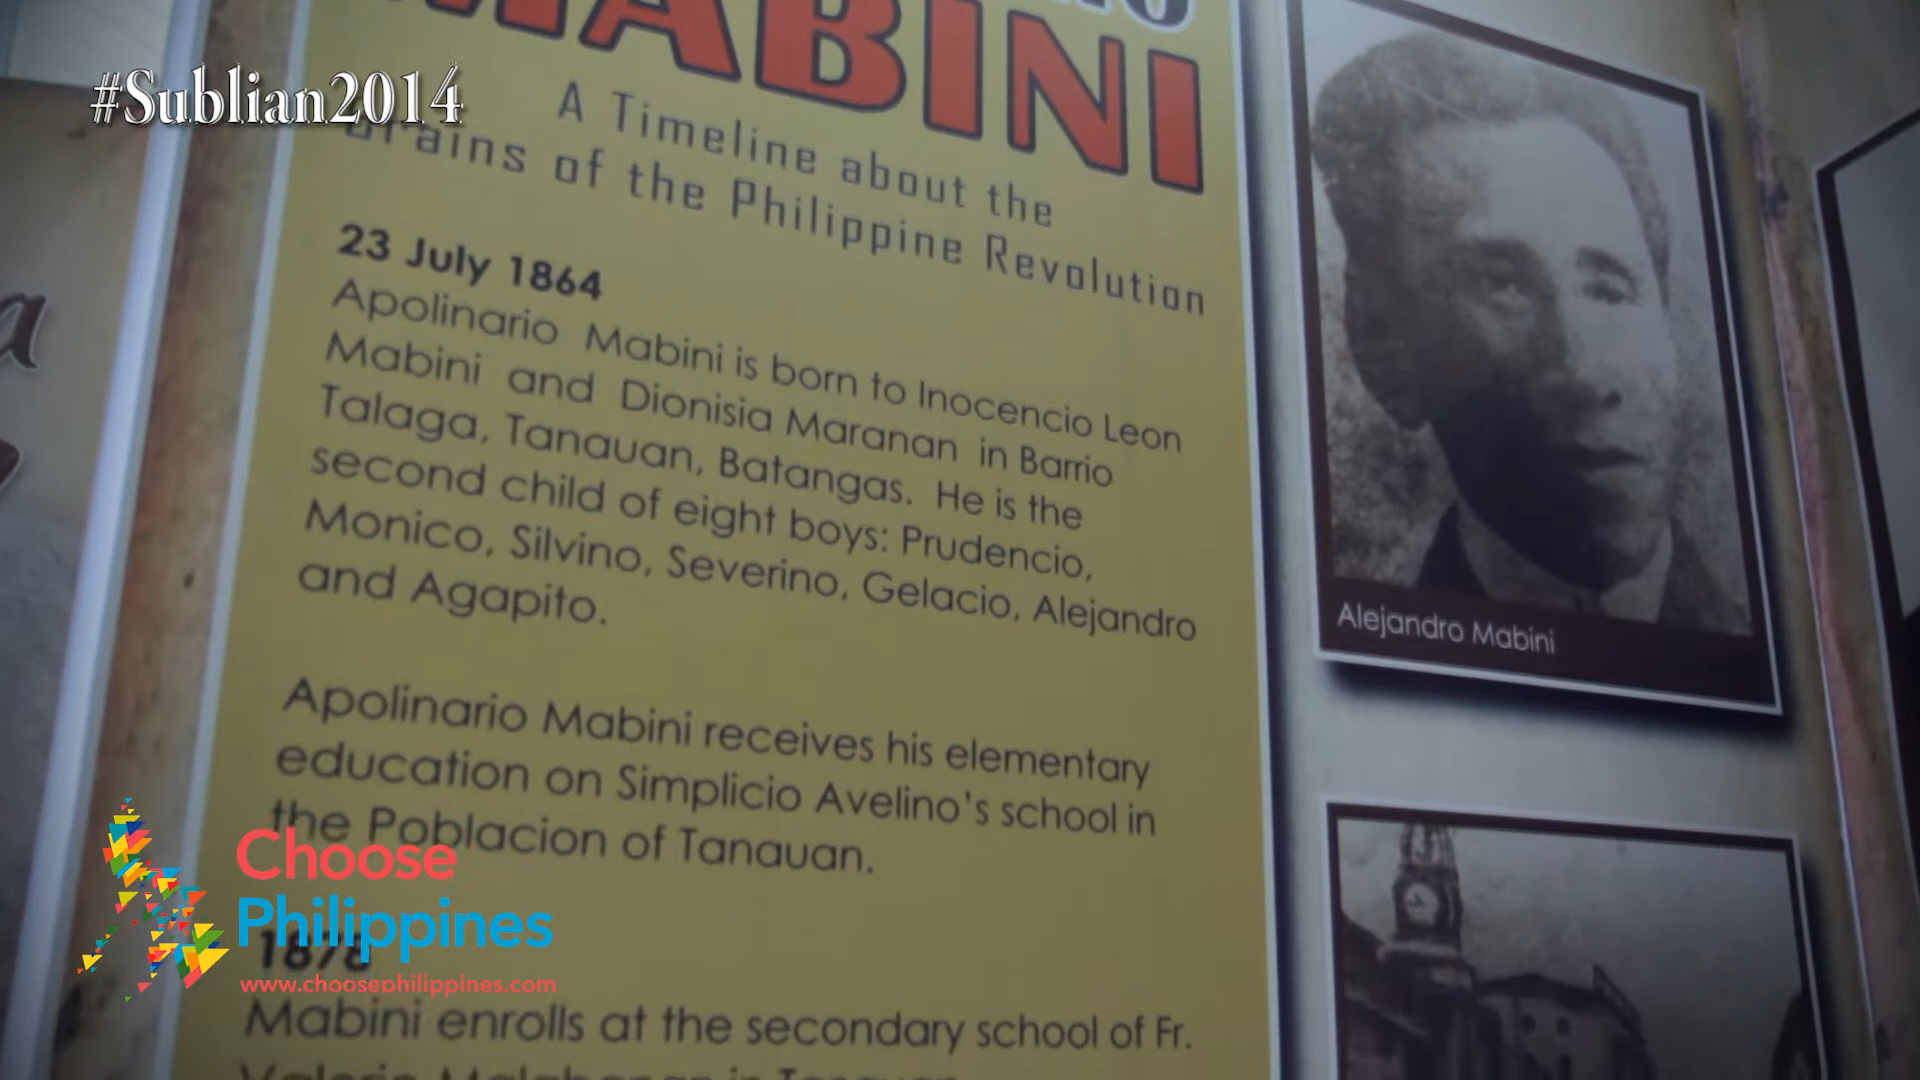 #Sublian2014
MABINI
A Timeline about the
Brains of the Philippine Revolution
23 July 1864
Apolinario Mabini is born to Inocencio Leon
Mabini and Dionisia Maranan in Barrio
Talaga, Tanauan, Batangas. He is the
second child of eight boys: Prudencio,
Monico, Silvino, Severino, Gelacio, Alejandro
and Agapito.
Apolinario Mabini receives his elementary
education on Simplicio Avelino's school in
the Poblacion of Tanauan.
1878
Mabini enrolls at the secondary school of Fr.
Alejandro Mabini
Choose
Philippines
www.choosephilippines.com